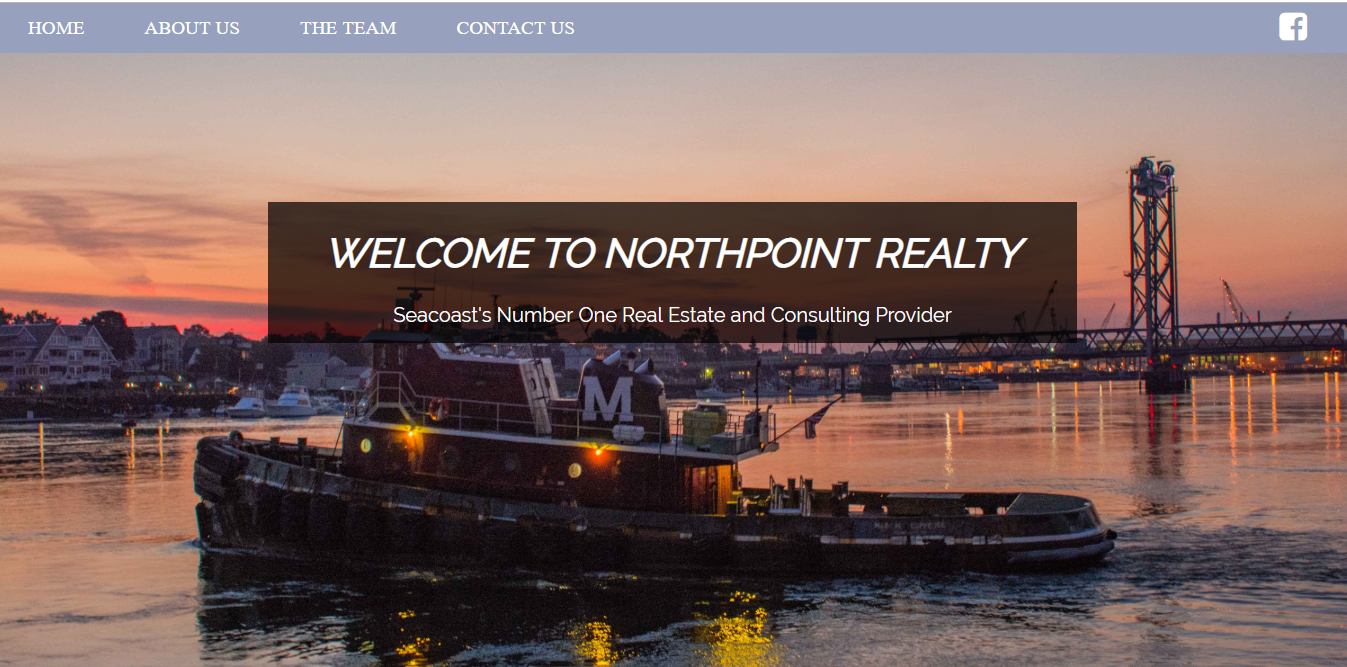 HOME ABOUT US THE TEAM CONTACT US
WELCOME TO NORTHPOINT REALTY
Seacoast's Number One Real Estate and Consulting Provider
M